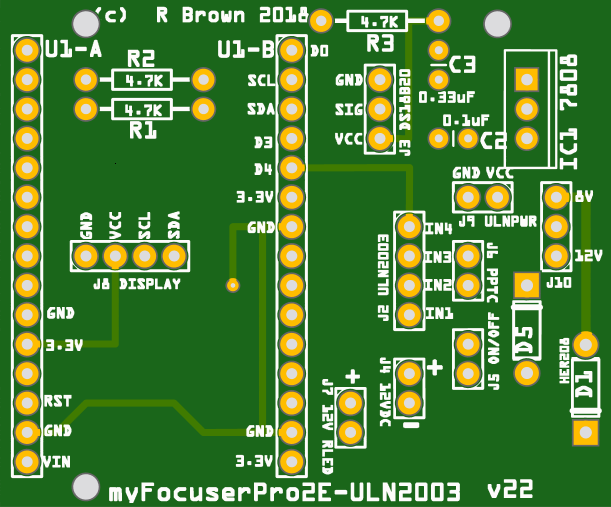 (c) R Brown 2018
U1-A
U1-B
D0
R2
4.7K
4.7K
R1
4.7K
R3
SCL
SDA
D3
D4
3.3V
GND
GND
SIG
VCC
J3 DS18B20
C3
0.33uF
0.1uF
C2
IC1 7808
GND VCC
J9 ULNPWR
8V
12V
J10
GND
VCC
SCL
SDA
J8 DISPLAY
IN4
IN3
IN2
IN1
J2 ULN2003
J6 PPTC
GND
3.3V
RST
GND
VIN
GND
3.3V
J7 12V RLED
+
J4 12VDC
+
-
J5 ON/OFF
D5
HER208
D1
myFocuserPro2E-ULN2003 v22